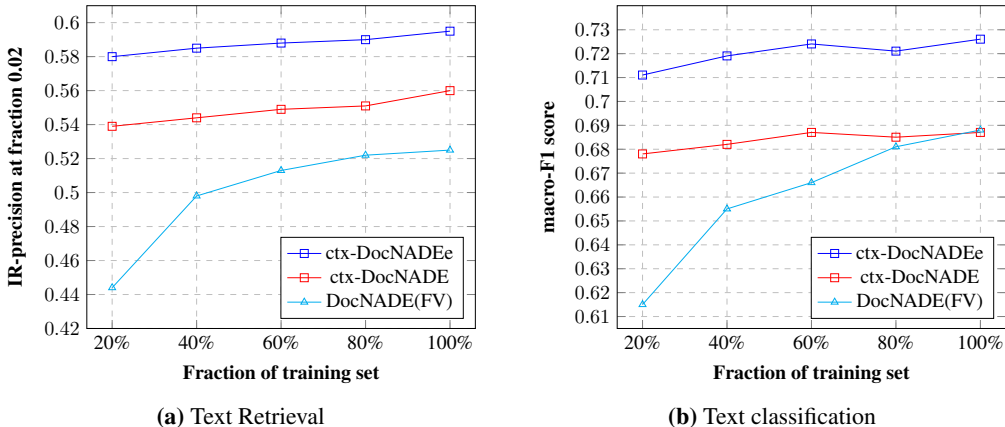 0.6
0.58
0.56
0.54
0.52
0.5
0.48
0.46
0.44
0.42
IR-precision at fraction 0.02
20% 40% 60% 80% 100%
Fraction of training set
ctx-DocNADEe
ctx-DocNADE
DocNADE(FV)
(a) Text Retrieval
0.73
0.72
0.71
0.7
0.69
0.68
0.67
0.66
0.65
0.64
0.63
0.62
0.61
macro-F1 score
20% 40% 60% 80% 100%
Fraction of training set
ctx-DocNADEe
ctx-DocNADE
DocNADE(FV)
(b) Text classification